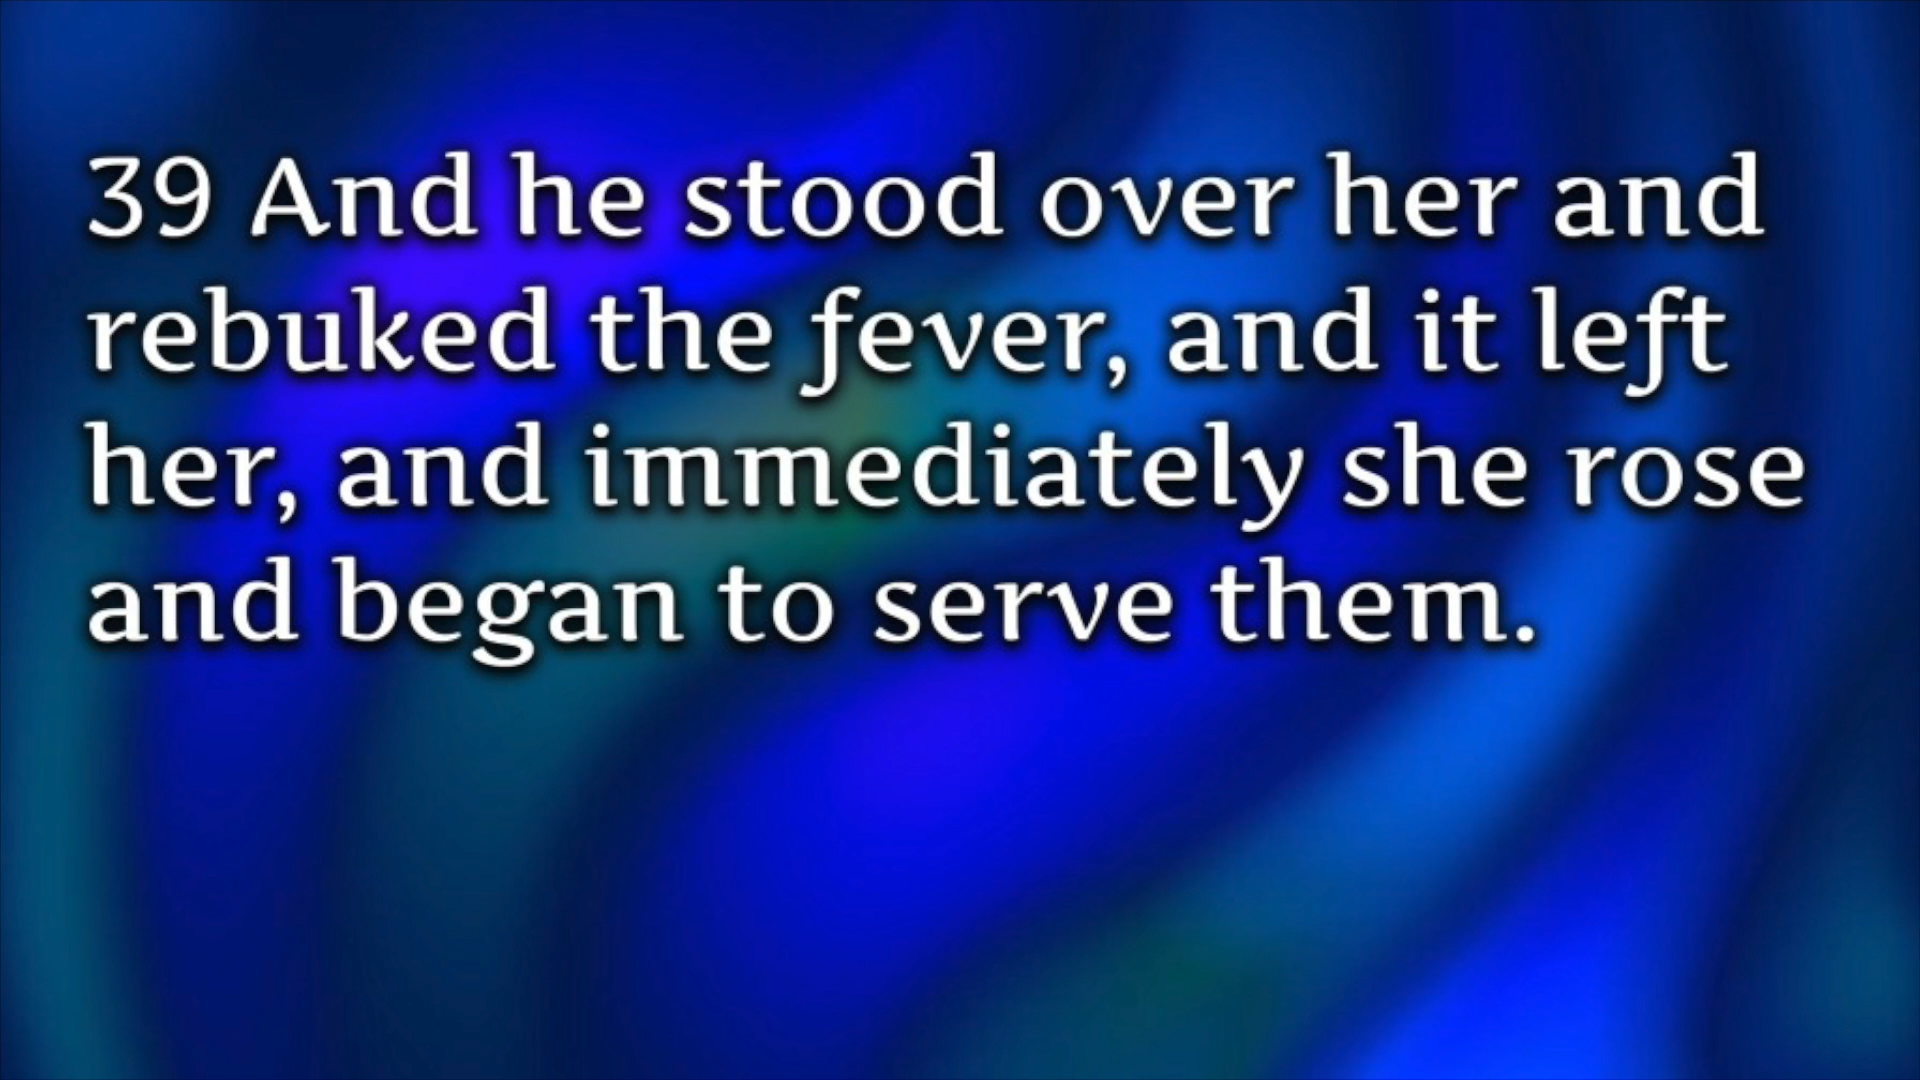 39 And he stood over her and
rebuked the fever, and it left
her, and immediately she rose
and began to serve them.